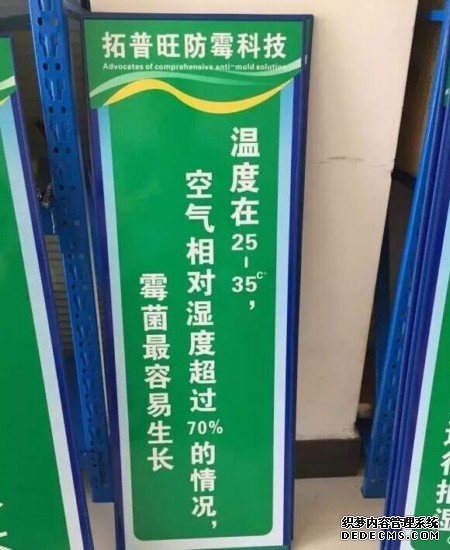 拓普旺防霉科技
Advocates of comprehensive anti-mold solution
温度在25-35℃，
空气相对湿度超过70%的情况，
霉菌最容易生长
织梦内容管理系统
DEDECMS.COM